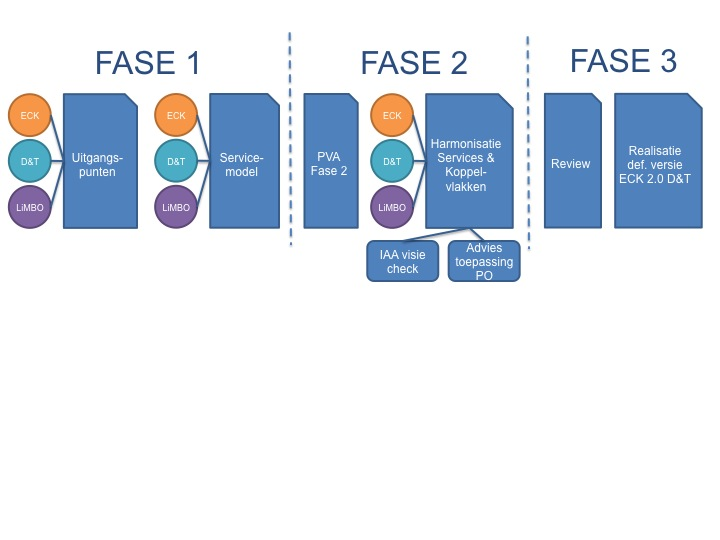 FASE 1
FASE 2
FASE 3
ECK
D&T
LiMBO
Uitgangs-
punten
ECK
D&T
LiMBO
Service-
model
PVA
Fase 2
ECK
D&T
LiMBO
Harmonisatie
Services &
Koppel-
vlakken
IAA visie
check
Advies
toepassing
PO
Review
Realisatie
def. versie
ECK 2.0 D&T